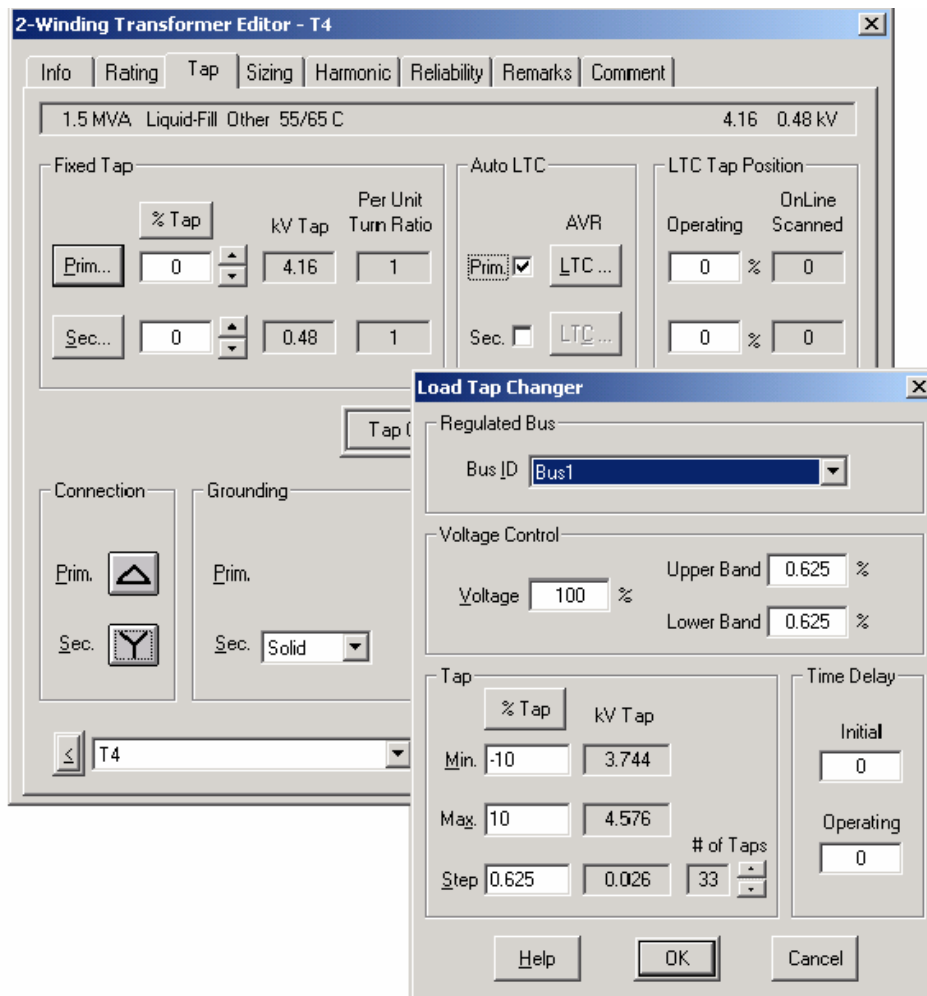 2-Winding Transformer Editor - T4
Info Rating Tap Sizing Harmonic Reliability Remarks Comment
1.5 MVA Liquid-Fill Other 55/65 C 4.16 0.48 kV
Fixed Tap
% Tap kV Tap Per Unit Turn Ratio
Prim... 0 4.16 1
Sec... 0 0.48 1
Auto LTC
AVR
Prim. LTC ...
Sec. LTC ...
LTC Tap Position
Operating OnLine Scanned
0 % 0
0 % 0
Tap
Connection
Prim.
Sec.
Grounding
Prim.
Sec. Solid
≤ T4
Load Tap Changer
Regulated Bus
Bus ID Bus1
Voltage Control
Voltage 100 %
Upper Band 0.625 %
Lower Band 0.625 %
Tap
% Tap kV Tap
Min. -10 3.744
Max. 10 4.576
# of Taps
Step 0.625 0.026 33
Time Delay
Initial
0
Operating
0
Help OK Cancel